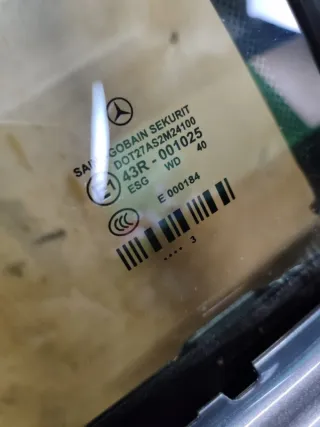 SAINT GOBAIN SEKURIT
DOT27AS2M24100
43R-001025
ESG WD 40
E 000184
.... 3